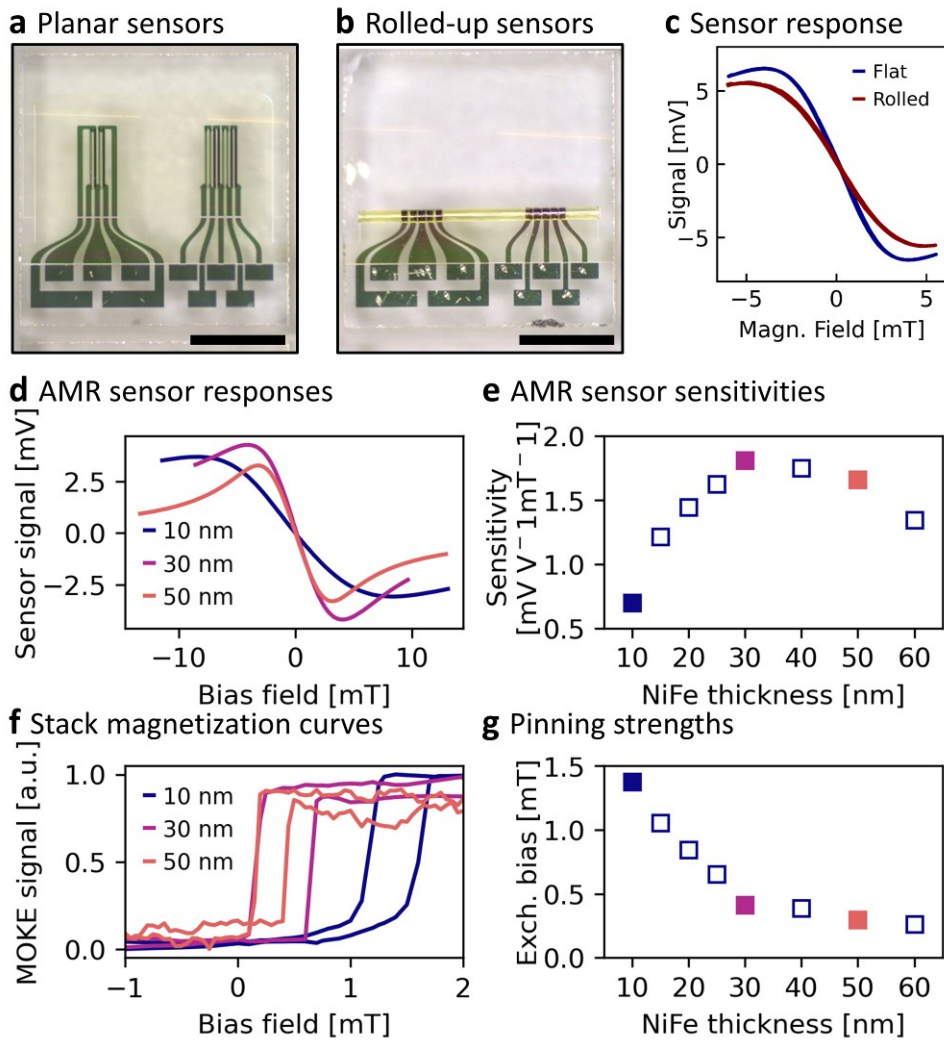 a Planar sensors
b Rolled-up sensors
c Sensor response
Signal [mV]
5
0
−5
Flat
Rolled
−5
0
5
Magn. Field [mT]
d AMR sensor responses
Sensor signal [mV]
2.5
0.0
−2.5
10 nm
30 nm
50 nm
−10
0
10
Bias field [mT]
e AMR sensor sensitivities
Sensitivity
[mV V⁻1mT−1]
2.0
1.5
1.0
0.5
10 20 30 40 50 60
NiFe thickness [nm]
f Stack magnetization curves
MOKE signal [a.u.]
1.0
0.5
0.0
10 nm
30 nm
50 nm
−1
0
1
2
Bias field [mT]
g Pinning strengths
Exch. bias [mT]
1.5
1.0
0.5
0.0
10 20 30 40 50 60
NiFe thickness [nm]